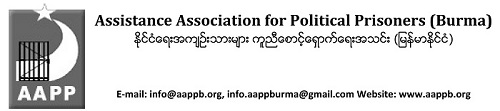 Assistance Association for Political Prisoners (Burma)
နိုင်ငံရေးအကျဉ်းသားများ ကူညီစောင့်ရှောက်ရေးအသင်း (မြန်မာနိုင်ငံ)
AAPP
E-mail: info@aappb.org, info.aappburma@gmail.com Website: www.aappb.org